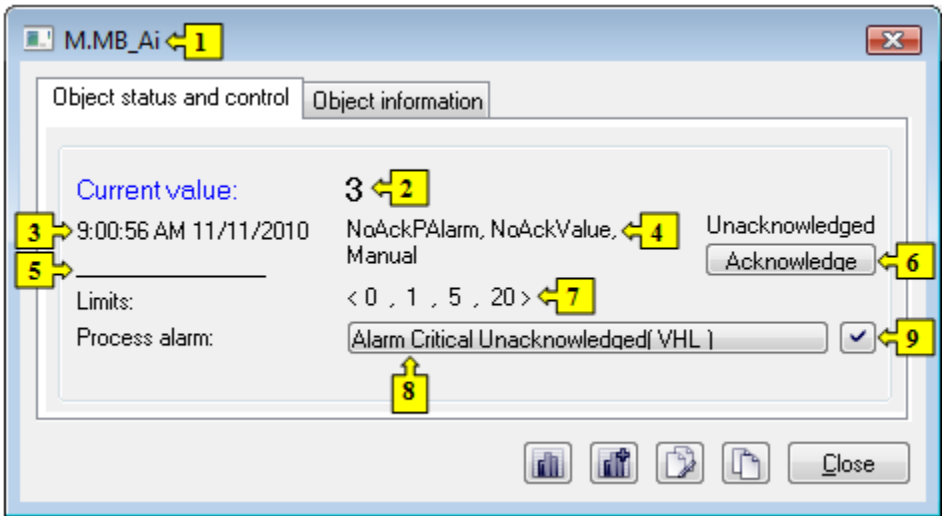 M.MB_Ai 1
Object status and control Object information
Current value: 3 2
3 9:00:56 AM 11/11/2010 NoAckPAlarm, NoAckValue, 4 Unacknowledged
Manual
5 Acknowledge 6
Limits: < 0 , 1 , 5 , 20 > 7
Process alarm: Alarm Critical Unacknowledged( VHL ) 9
8
Close